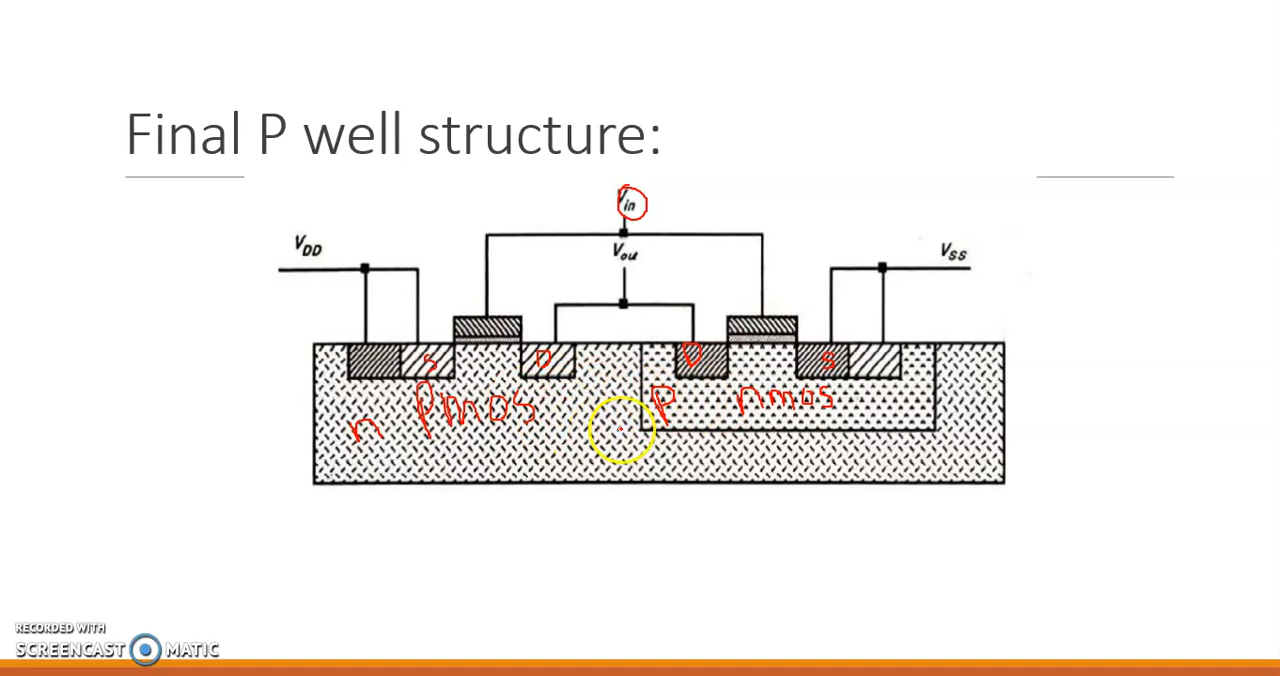 Final P well structure:
Vin
VDD
Vout
VSS
S
D
D
S
n
Pmos
P
nmos
RECORDED WITH
SCREENCAST MATIC